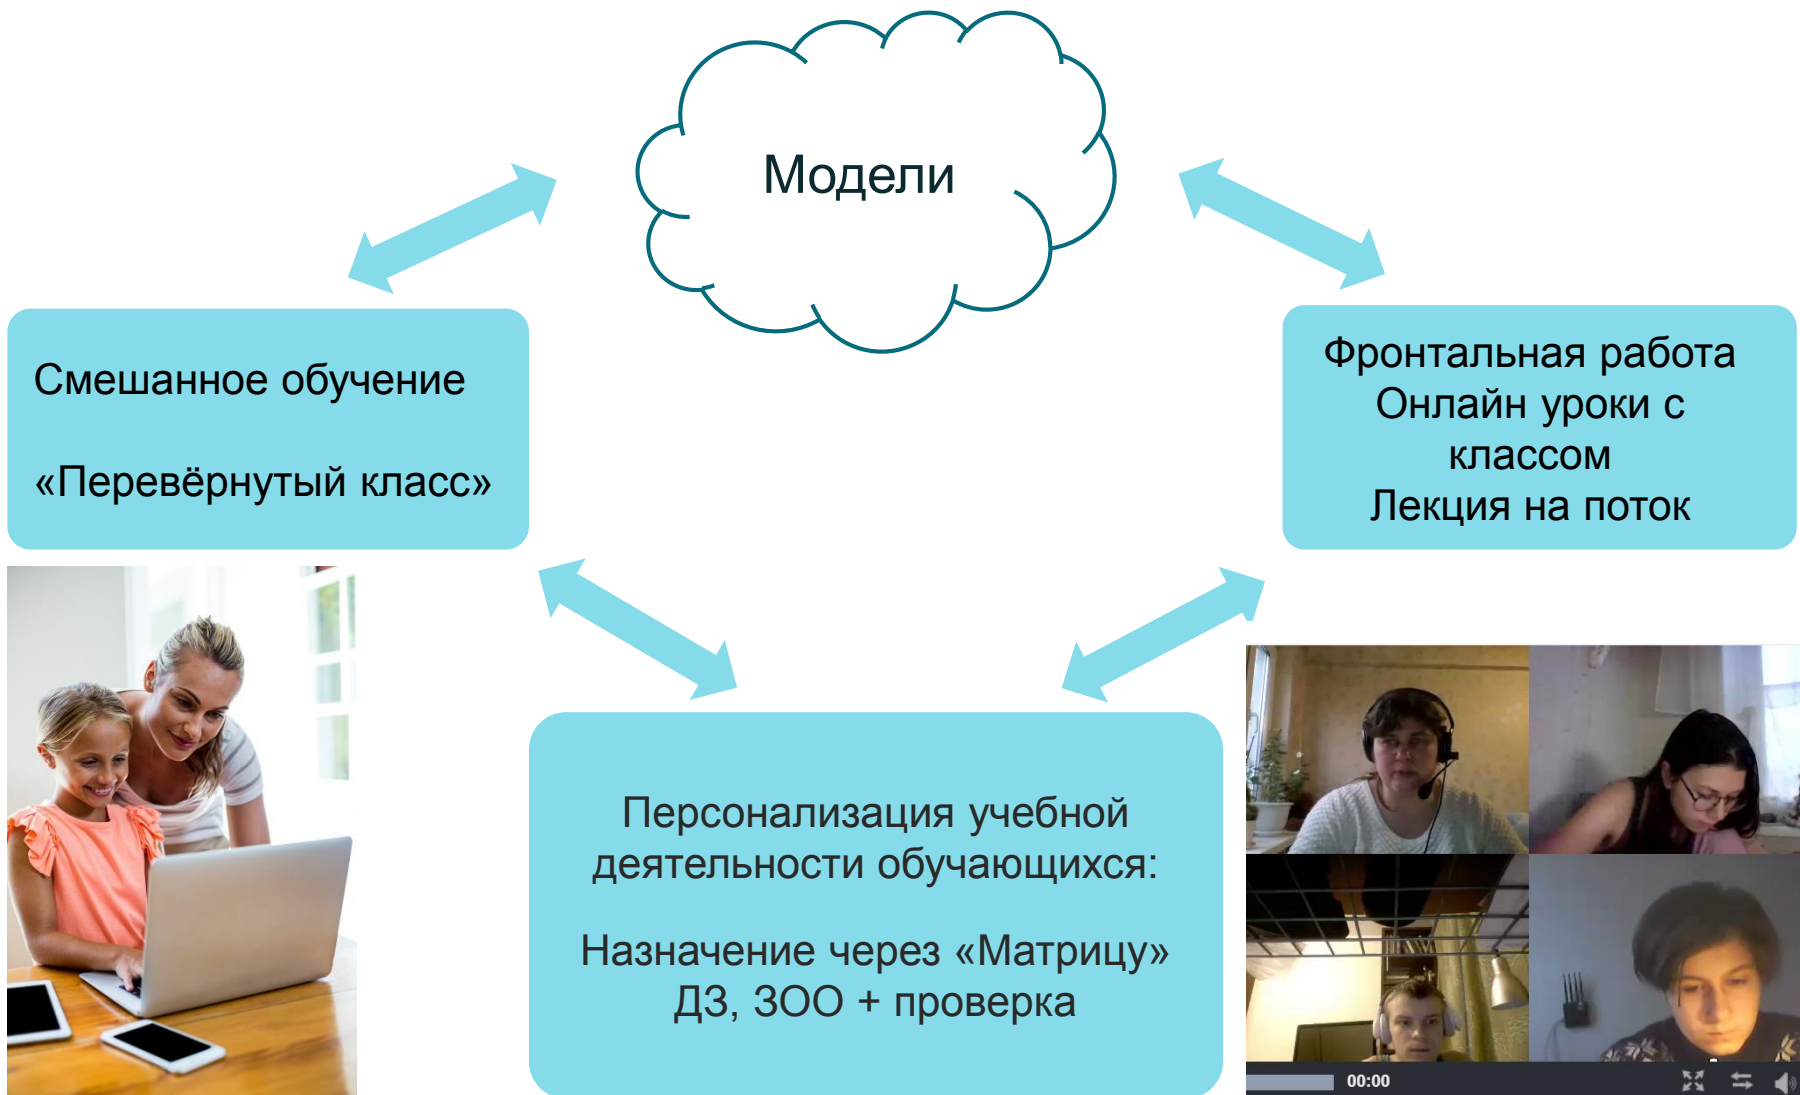 Модели
Смешанное обучение
«Перевёрнутый класс»
Фронтальная работа
Онлайн уроки с
классом
Лекция на поток
Персонализация учебной
деятельности обучающихся:
Назначение через «Матрицу»
ДЗ, ЗОО + проверка
00:00